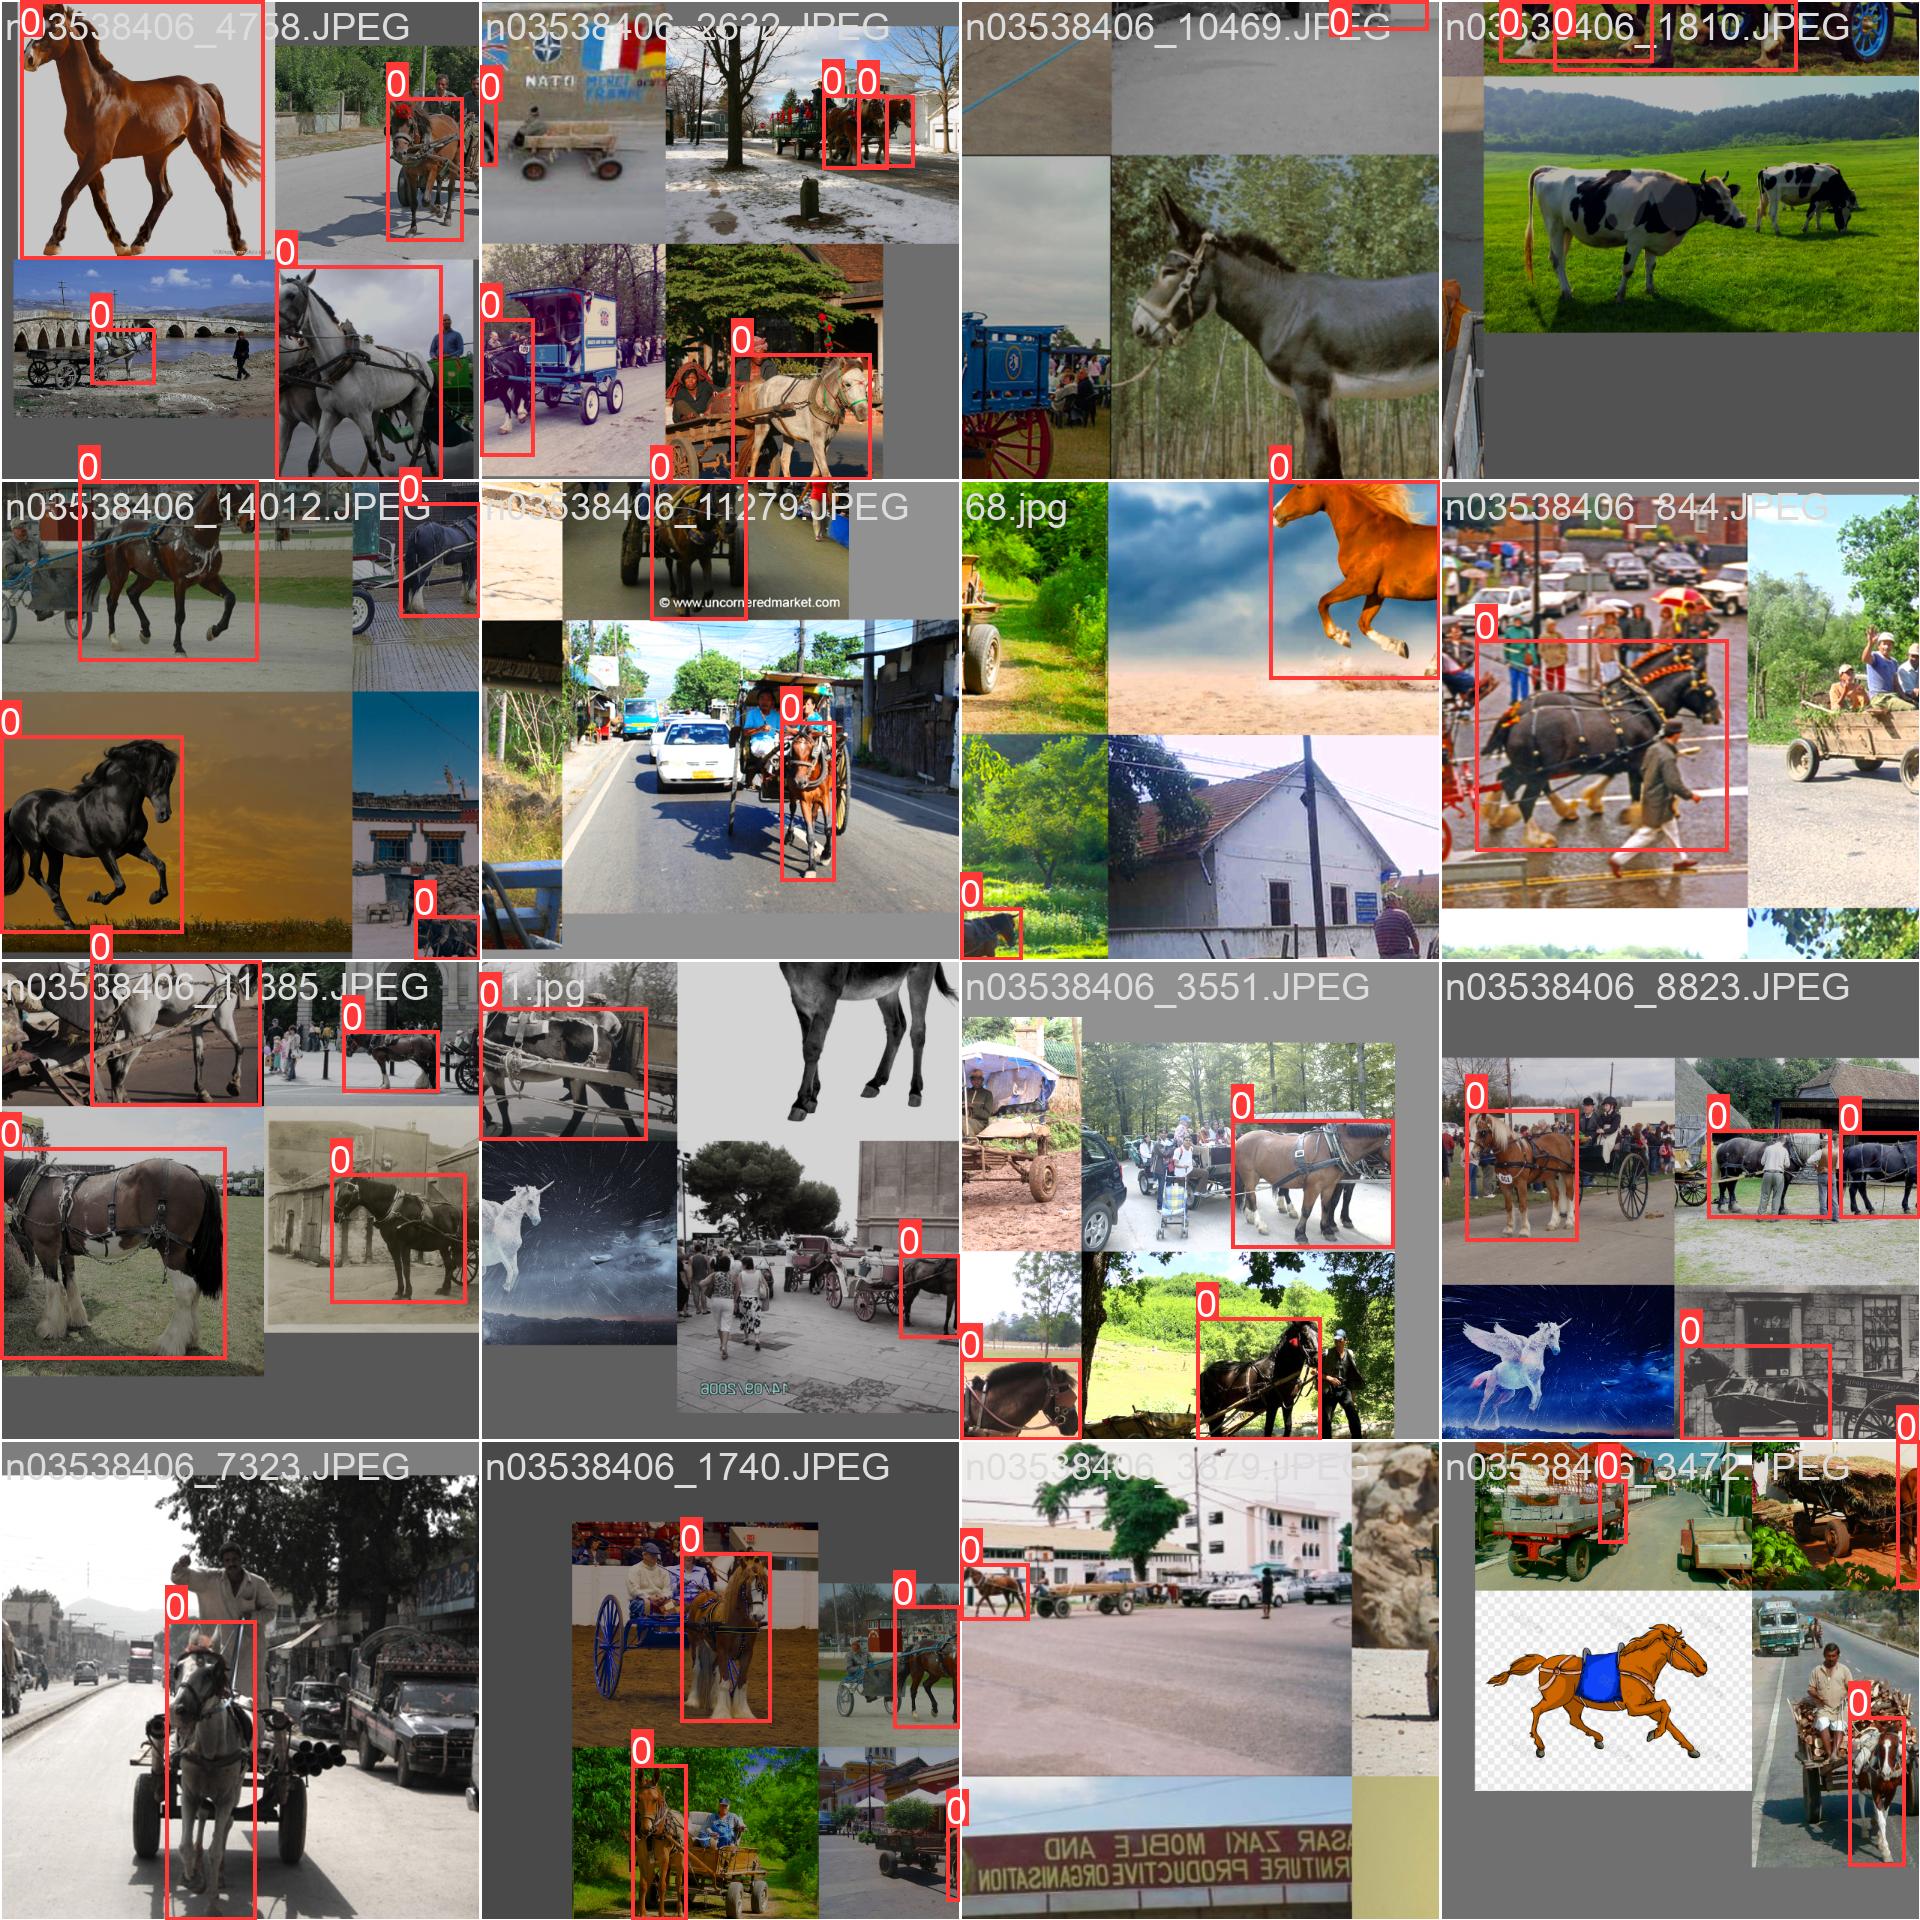 n03538406_4758.JPEG
n03538406_2632.JPEG
n03538406_10469.JPEG
n03538406_1810.JPEG
NATO
MERCI
FRANCE
0
0
0
0
0
0
0
0
0
0
0
0
n03538406_14012.JPEG
n03538406_11279.JPEG
68.jpg
n03538406_844.JPEG
© www.uncorneredmarket.com
0
0
0
0
0
0
0
0
0
n03538406_11385.JPEG
1.jpg
n03538406_3551.JPEG
n03538406_8823.JPEG
0
0
0
0
0
0
0
0
0
0
0
0
0
14/09/2006
n03538406_7323.JPEG
n03538406_1740.JPEG
n03538406_3879.JPEG
n03538406_3472.JPEG
0
0
0
0
0
0
0
0
0
ASAR ZAKI MOBLE AND
RNITURE PRODUCTIVE ORGANISATION